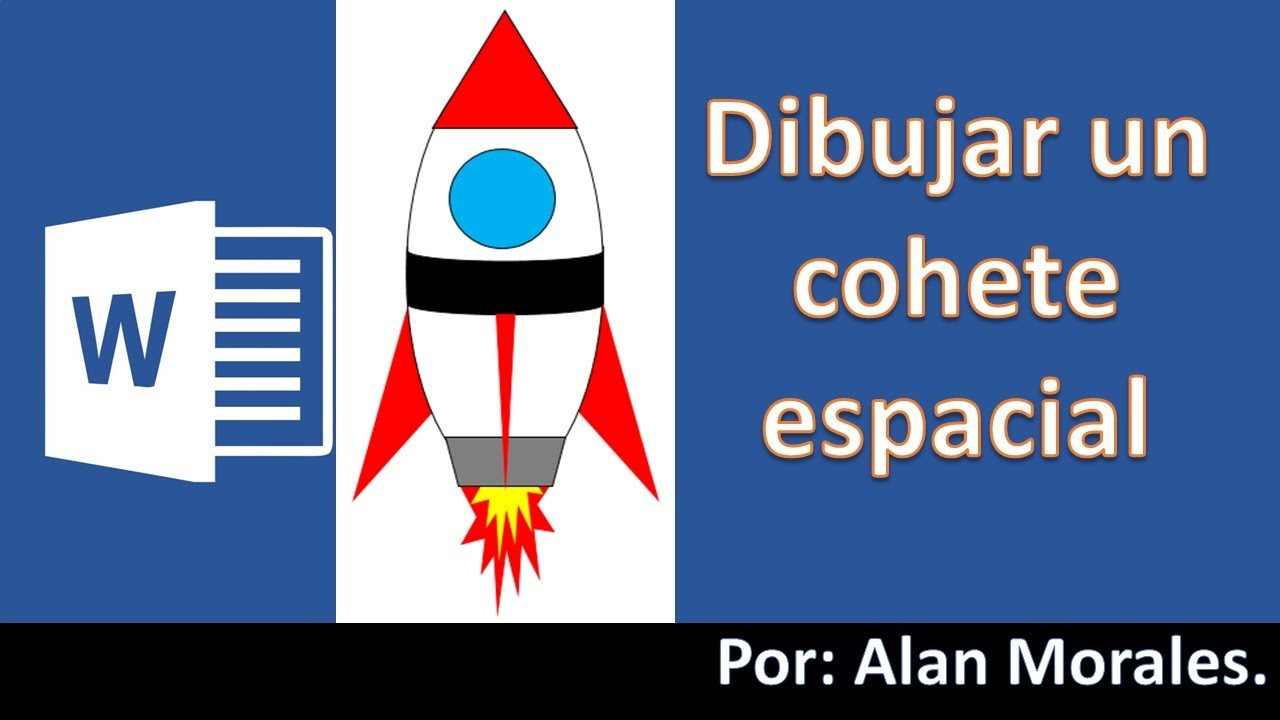 W
Dibujar un
cohete
espacial
Por: Alan Morales.